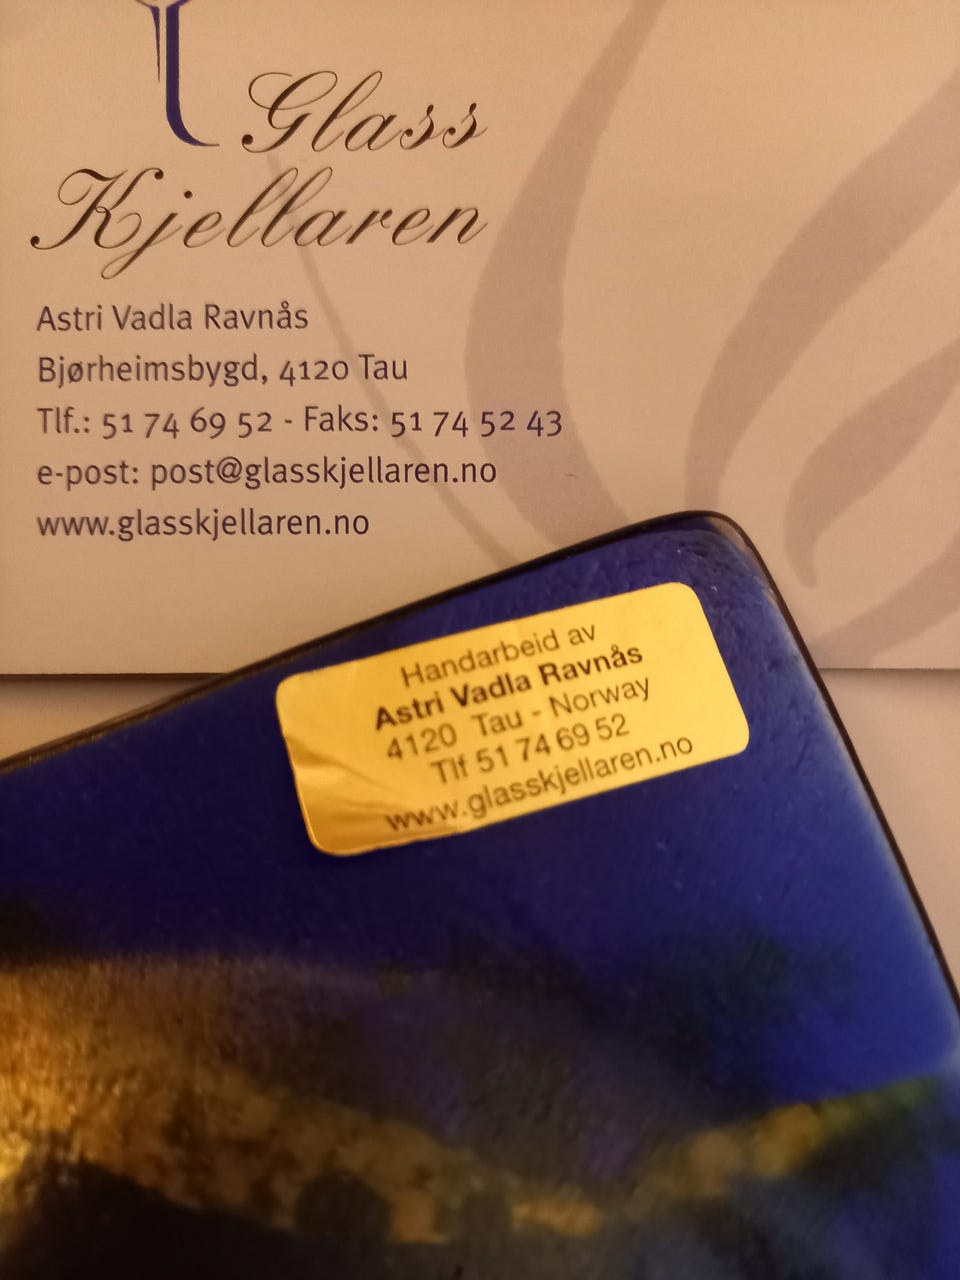 Glass
Kjellaren
Astri Vadla Ravnås
Bjørheimsbygd, 4120 Tau
Tlf.: 51 74 69 52 - Faks: 51 74 52 43
e-post: post@glasskjellaren.no
www.glasskjellaren.no
Handarbeid av
Astri Vadla Ravnås
4120 Tau - Norway
Tlf 51 74 69 52
www.glasskjellaren.no